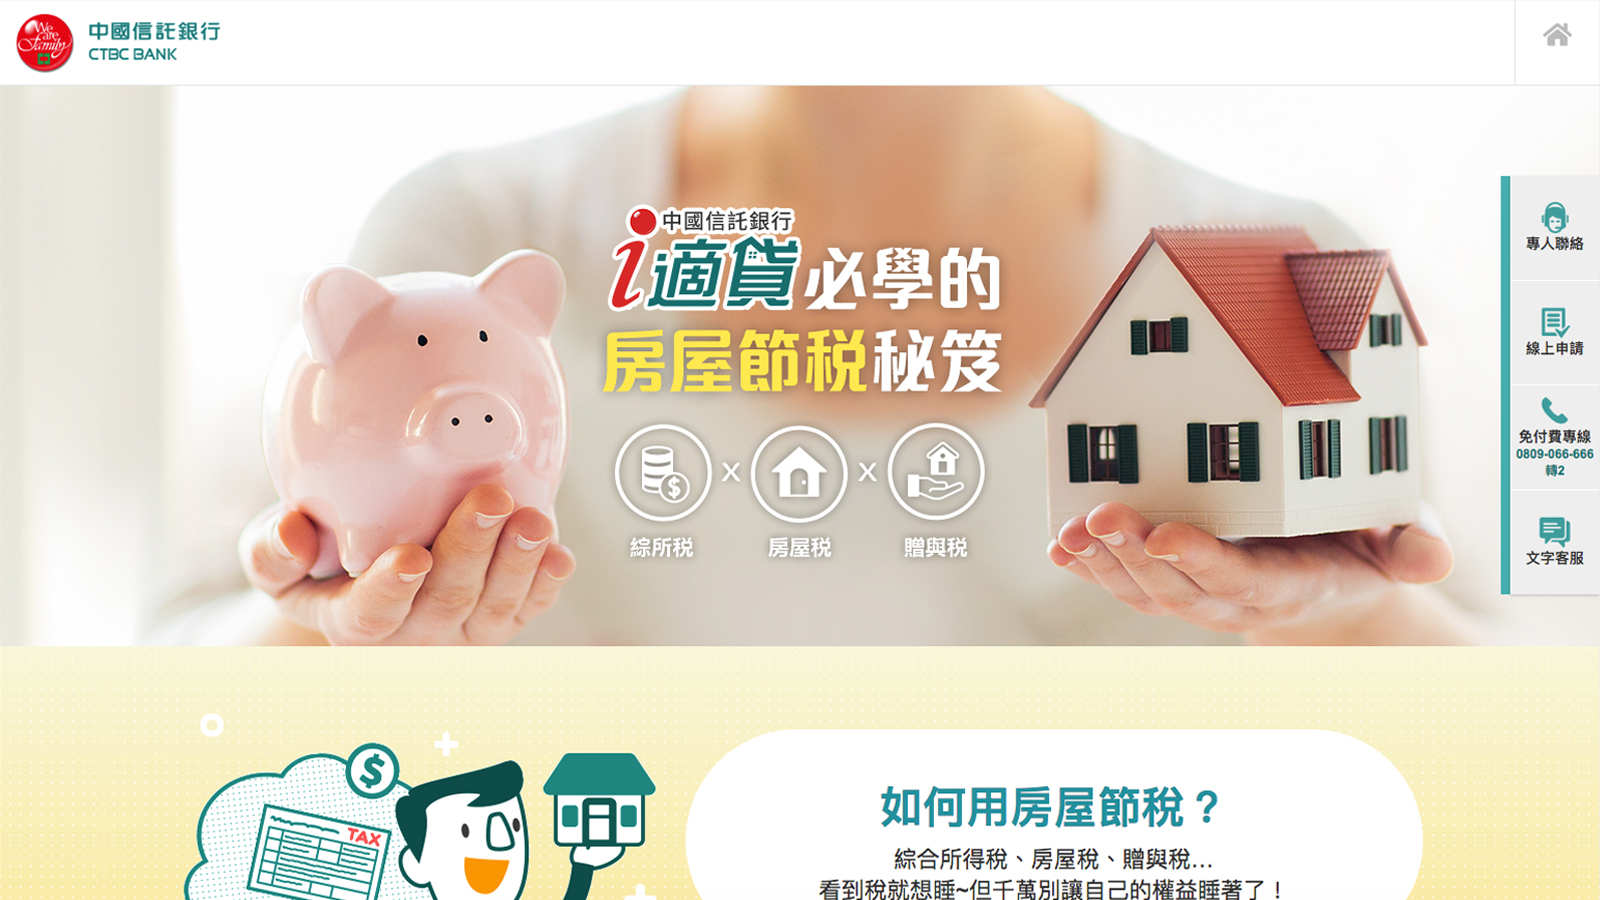 We are Family
中國信託銀行
CTBC BANK
中國信託銀行
i適貸必學的
房屋節稅秘笈
x
x
綜所稅
房屋稅
贈與稅
專人聯絡
線上申請
免付費專線
0809-066-666
轉2
文字客服
$
TAX
如何用房屋節稅？
綜合所得稅、房屋稅、贈與稅...
看到稅就想睡~但千萬別讓自己的權益睡著了！